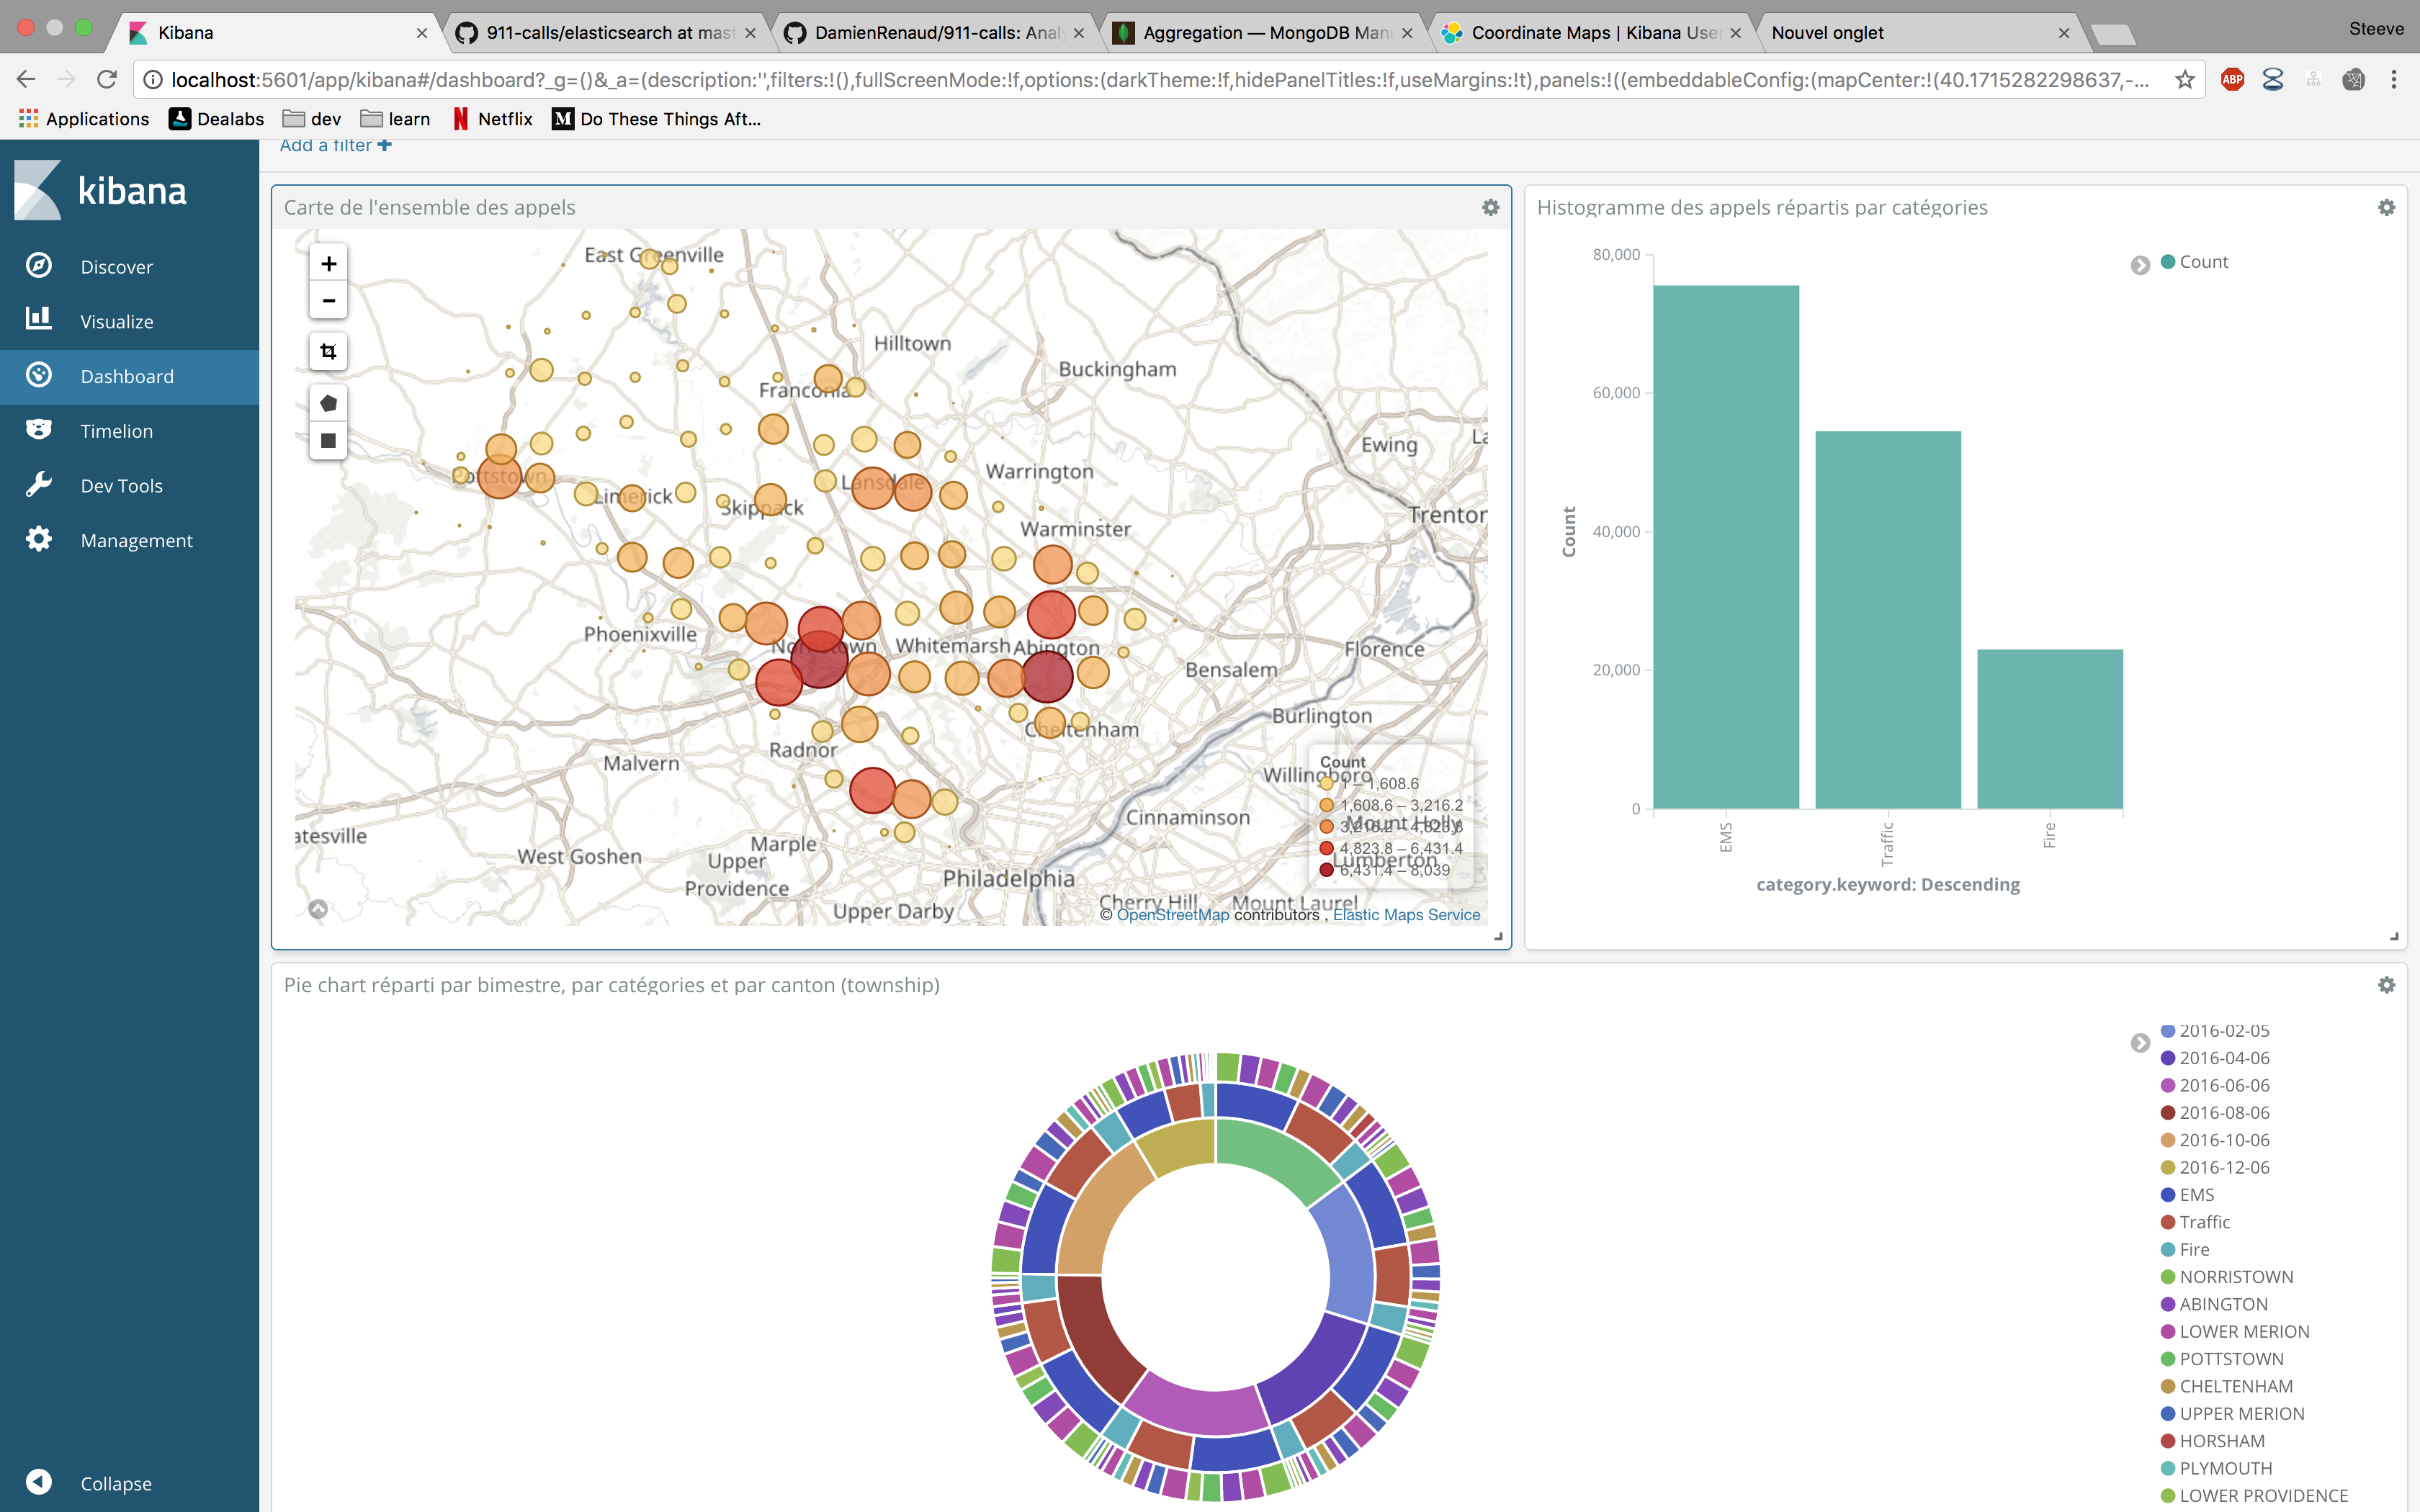 Kibana
911-calls/elasticsearch at mast
DamienRenaud/911-calls: Anal
Aggregation — MongoDB Man
Coordinate Maps | Kibana User
Nouvel onglet
Steeve
localhost:5601/app/kibana#/dashboard?_g=()&_a=(description:'',filters:!(),fullScreenMode:!f,options:(darkTheme:!f,hidePanelTitles:!f,useMargins:!t),panels:!((embeddableConfig:(mapCenter:!(40.1715282298637,-...
ABP
Applications
Dealabs
dev
learn
Netflix
Do These Things Aft...
kibana
Discover
Visualize
Dashboard
Timelion
Dev Tools
Management
Collapse
Add a filter +
Carte de l'ensemble des appels
East Greenville
Hilltown
Buckingham
Franconia
Ewing
Warrington
Pottstown
Limerick
Lansdale
Skippack
Trenton
Warminster
Phoenixville
Norristown
Whitemarsh
Abington
Florence
Bensalem
Burlington
Cheltenham
Radnor
Malvern
Willingboro
Cinnaminson
Mount Holly
atesville
Marple
West Goshen
Upper
Providence
Lumberton
Philadelphia
Cherry Hill
Mount Laurel
Upper Darby
Count
1 – 1,608.6
1,608.6 – 3,216.2
3,216.2 – 4,823.8
4,823.8 – 6,431.4
6,431.4 – 8,039
© OpenStreetMap contributors , Elastic Maps Service
Histogramme des appels répartis par catégories
80,000
60,000
40,000
20,000
0
Count
EMS
Traffic
Fire
category.keyword: Descending
Count
Pie chart réparti par bimestre, par catégories et par canton (township)
2016-02-05
2016-04-06
2016-06-06
2016-08-06
2016-10-06
2016-12-06
EMS
Traffic
Fire
NORRISTOWN
ABINGTON
LOWER MERION
POTTSTOWN
CHELTENHAM
UPPER MERION
HORSHAM
PLYMOUTH
LOWER PROVIDENCE